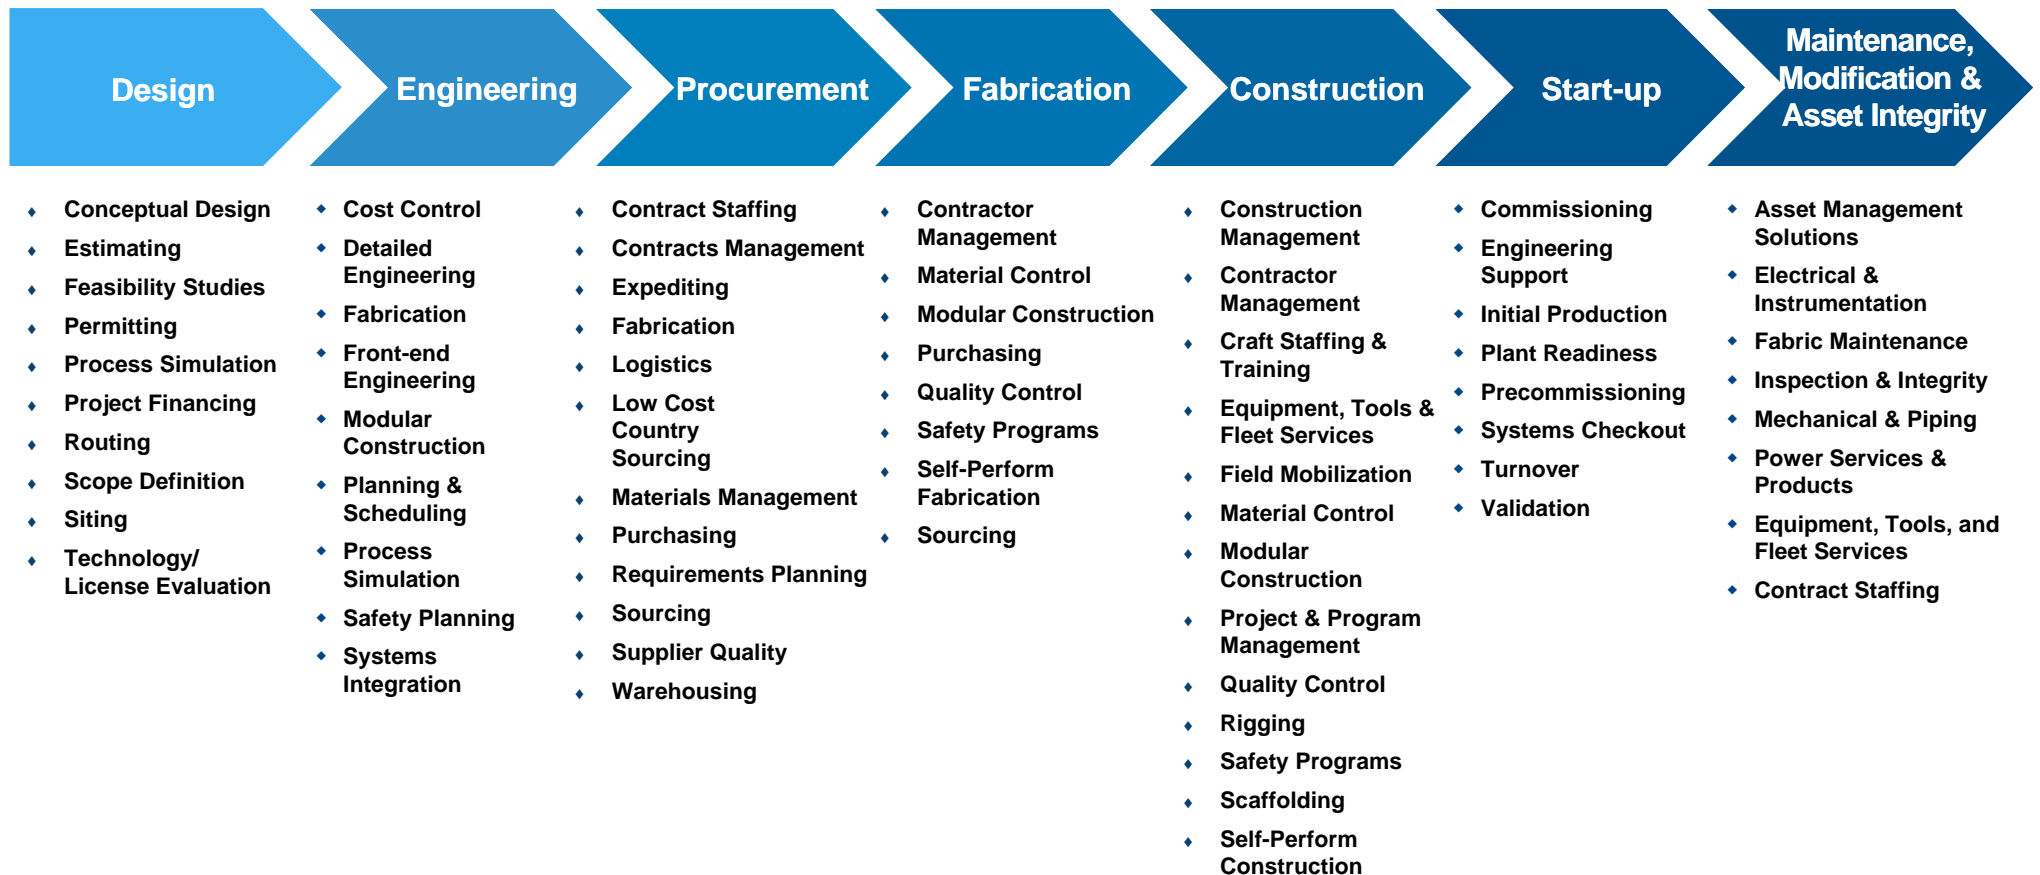 Design
Engineering
Procurement
Fabrication
Construction
Start-up
Maintenance,
Modification &
Asset Integrity
Conceptual Design
Estimating
Feasibility Studies
Permitting
Process Simulation
Project Financing
Routing
Scope Definition
Siting
Technology/
License Evaluation
Cost Control
Detailed
Engineering
Fabrication
Front-end
Engineering
Modular
Construction
Planning &
Scheduling
Process
Simulation
Safety Planning
Systems
Integration
Contract Staffing
Contracts Management
Expediting
Fabrication
Logistics
Low Cost
Country
Sourcing
Materials Management
Purchasing
Requirements Planning
Sourcing
Supplier Quality
Warehousing
Contractor
Management
Material Control
Modular Construction
Purchasing
Quality Control
Safety Programs
Self-Perform
Fabrication
Sourcing
Construction
Management
Contractor
Management
Craft Staffing &
Training
Equipment, Tools &
Fleet Services
Field Mobilization
Material Control
Modular
Construction
Project & Program
Management
Quality Control
Rigging
Safety Programs
Scaffolding
Self-Perform
Construction
Commissioning
Engineering
Support
Initial Production
Plant Readiness
Precommissioning
Systems Checkout
Turnover
Validation
Asset Management
Solutions
Electrical &
Instrumentation
Fabric Maintenance
Inspection & Integrity
Mechanical & Piping
Power Services &
Products
Equipment, Tools, and
Fleet Services
Contract Staffing